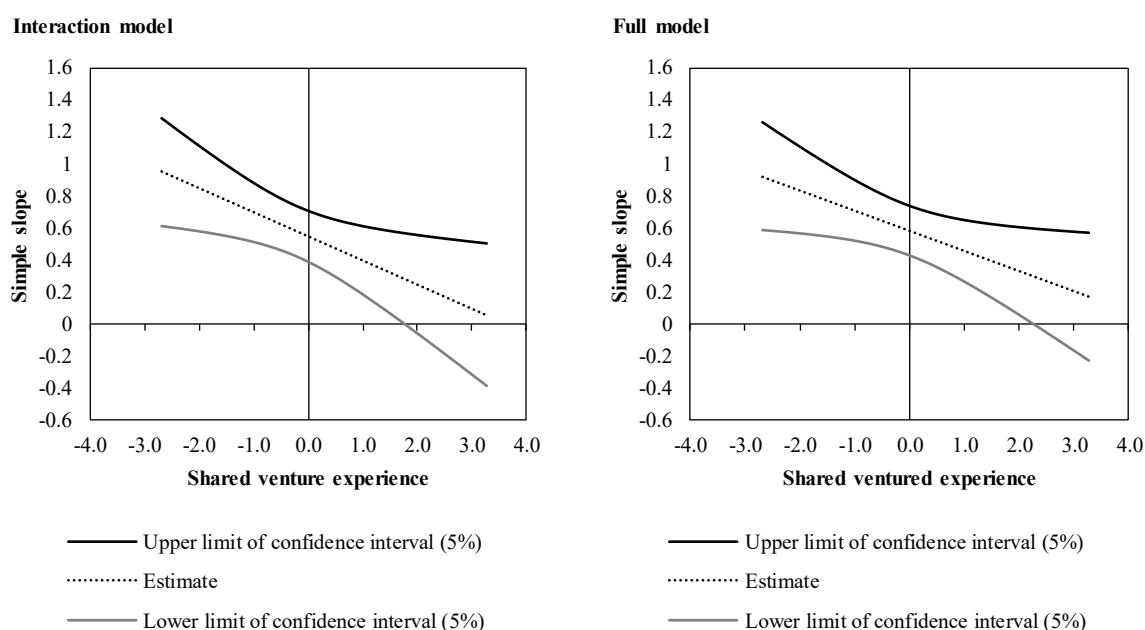 Interaction model
1.6
1.4
1.2
1
0.8
0.6
0.4
0.2
0
-0.2
-0.4
-0.6
-4.0 -3.0 -2.0 -1.0 0.0 1.0 2.0 3.0 4.0
Simple slope
Shared venture experience
Upper limit of confidence interval (5%)
Estimate
Lower limit of confidence interval (5%)
Full model
1.6
1.4
1.2
1
0.8
0.6
0.4
0.2
0
-0.2
-0.4
-0.6
-4.0 -3.0 -2.0 -1.0 0.0 1.0 2.0 3.0 4.0
Simple slope
Shared ventured experience
Upper limit of confidence interval (5%)
Estimate
Lower limit of confidence interval (5%)